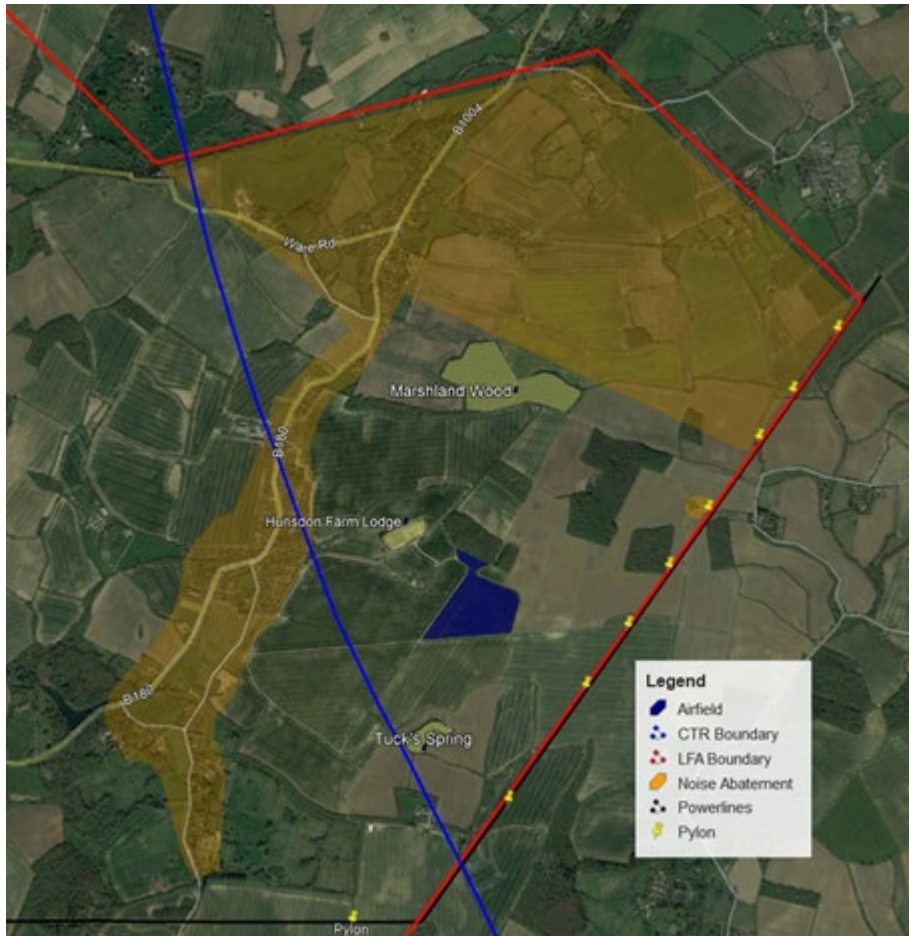 B1004
Ware Rd
Marshland Wood
B180
Hunsdon Farm Lodge
B180
Tuck's Spring
Pylon
Legend
Airfield
CTR Boundary
LFA Boundary
Noise Abatement
Powerlines
Pylon